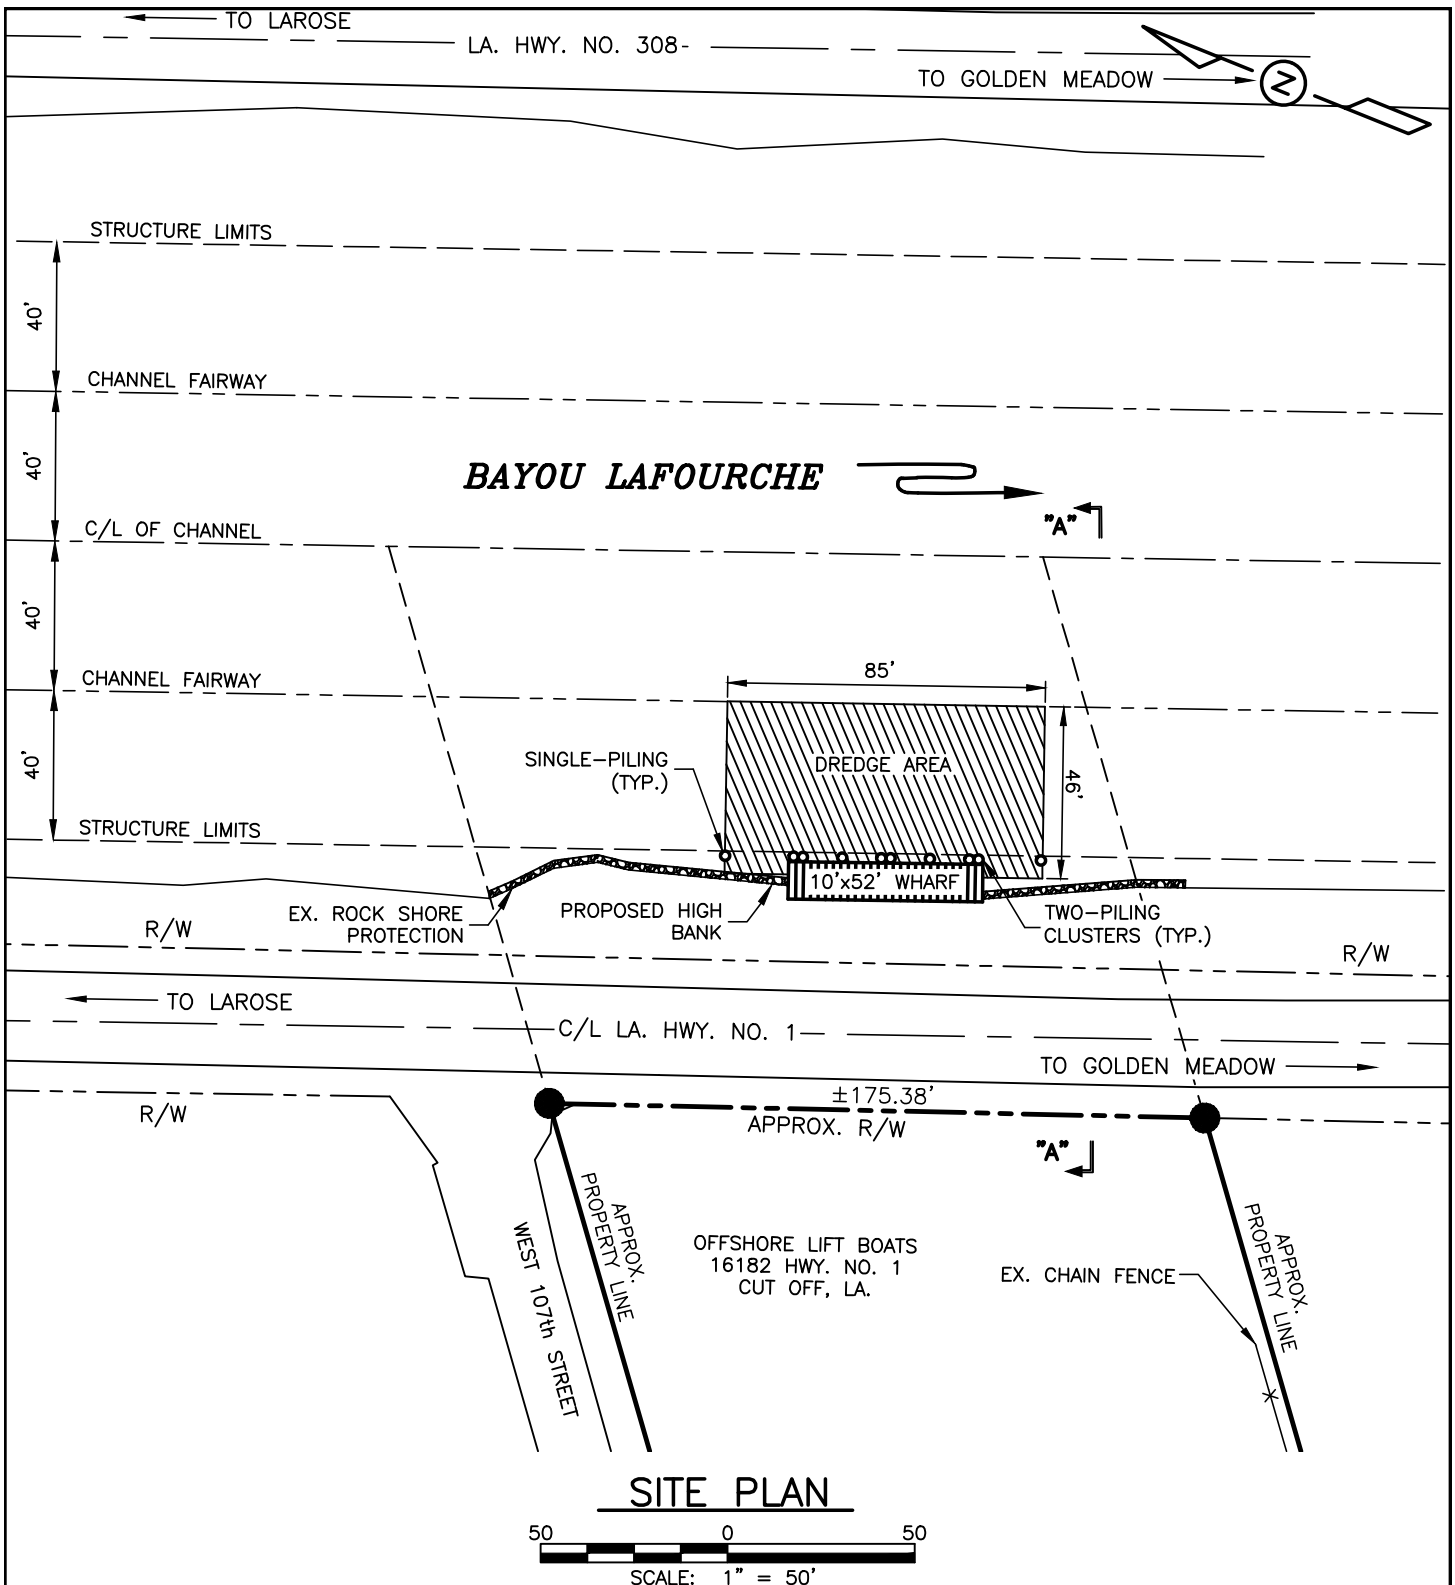 TO LAROSE
LA. HWY. NO. 308-
TO GOLDEN MEADOW
N
STRUCTURE LIMITS
40'
CHANNEL FAIRWAY
40'
BAYOU LAFOURCHE
"A"
C/L OF CHANNEL
40'
CHANNEL FAIRWAY
85'
SINGLE-PILING
(TYP.)
DREDGE AREA
46'
40'
STRUCTURE LIMITS
10'x52' WHARF
EX. ROCK SHORE
PROTECTION
PROPOSED HIGH
BANK
TWO-PILING
CLUSTERS (TYP.)
R/W
R/W
TO LAROSE
C/L LA. HWY. NO. 1
TO GOLDEN MEADOW
±175.38'
R/W
APPROX. R/W
"A"
APPROX.
PROPERTY LINE
WEST 107th STREET
OFFSHORE LIFT BOATS
16182 HWY. NO. 1
CUT OFF, LA.
EX. CHAIN FENCE
APPROX.
PROPERTY LINE
SITE PLAN
50 0 50
SCALE: 1" = 50'